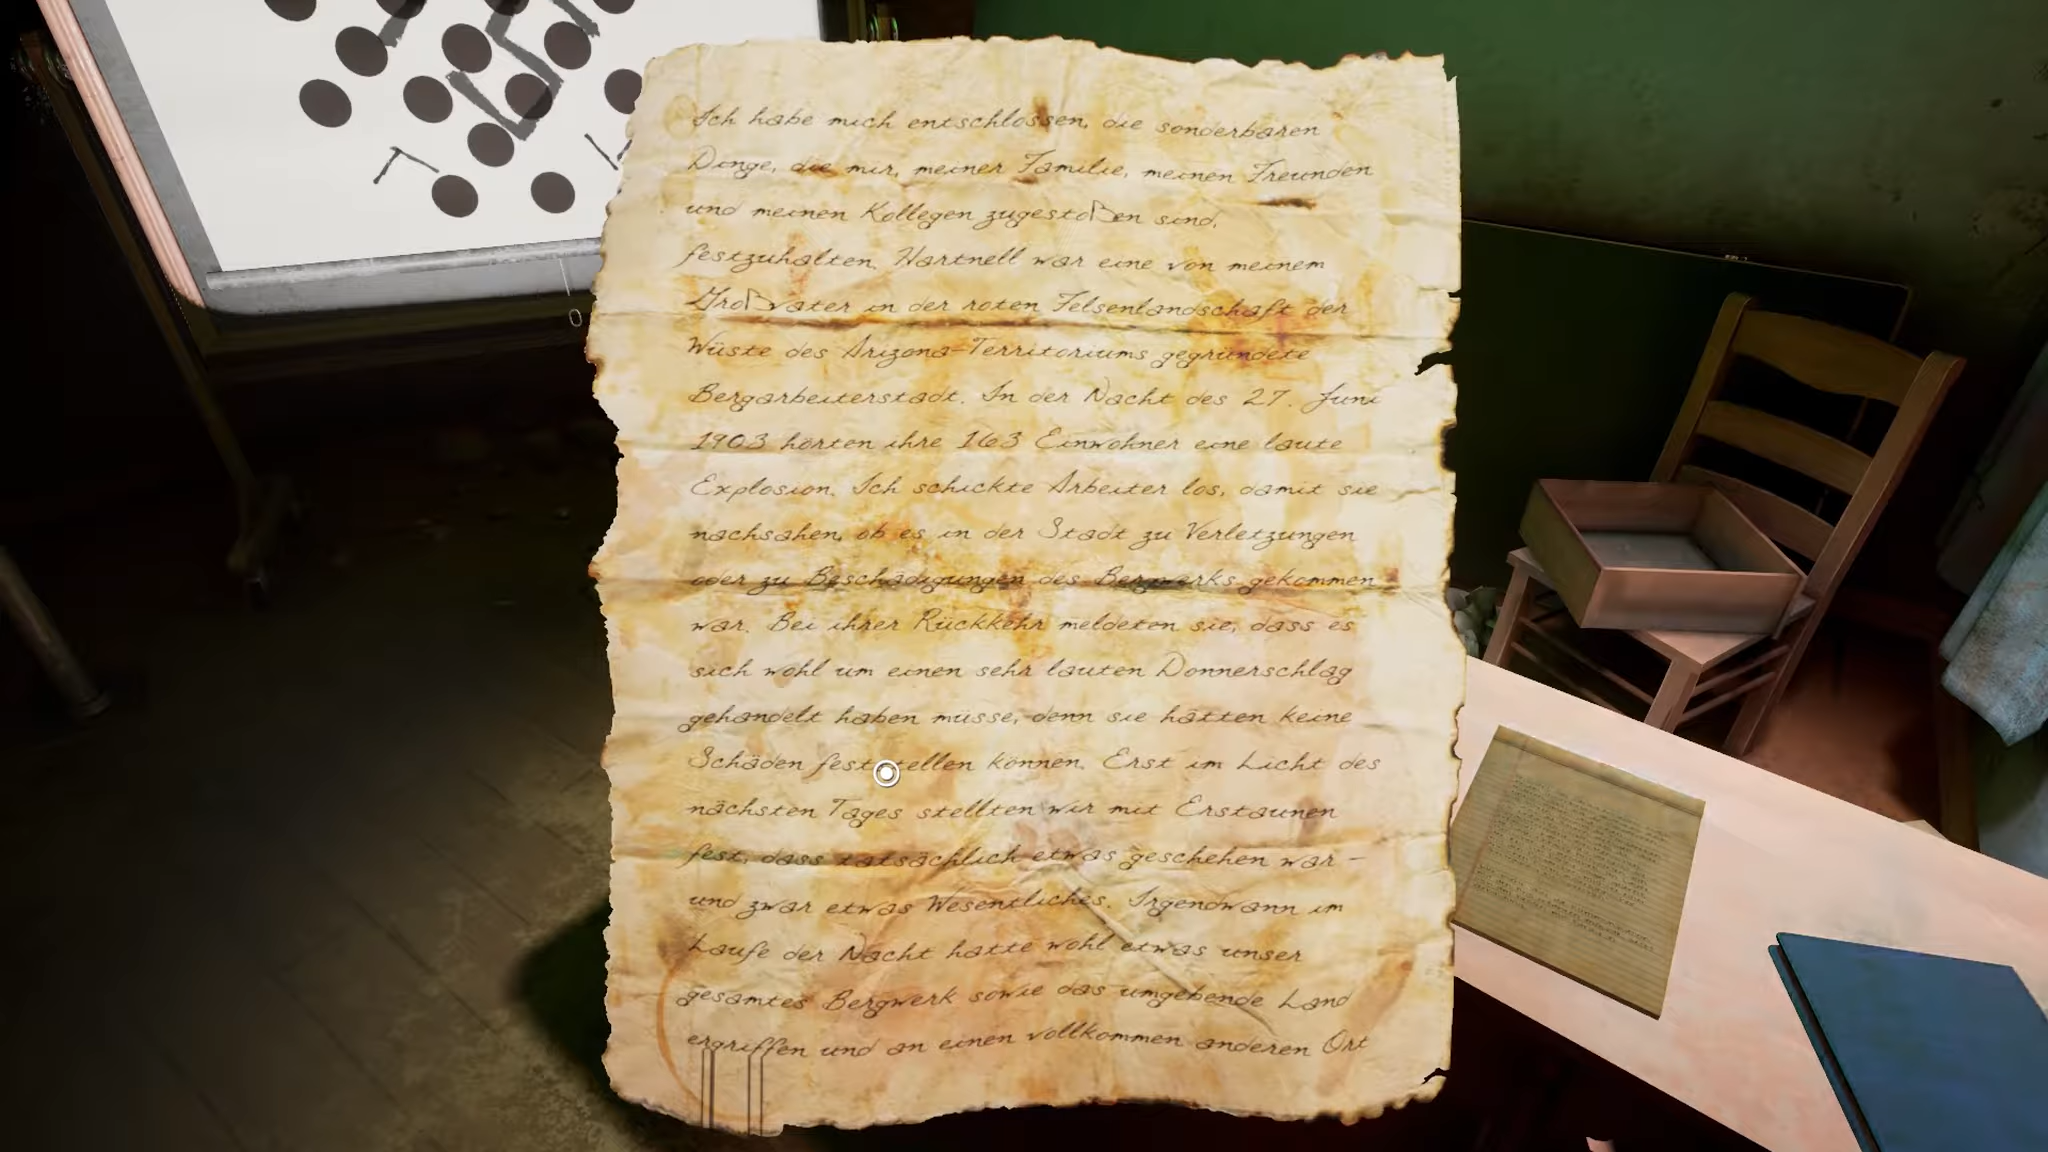 Ich habe mich entschlossen, die sonderbaren
Dinge, die mir, meiner Familie, meinen Freunden
und meinen Kollegen zugestoßen sind,
festzuhalten. Hartnell war eine von meinem
Großvater in der roten Felsenlandschaft der
Wüste des Arizona-Territoriums gegründete
Bergarbeiterstadt. In der Nacht des 27. Juni
1903 hörten ihre 163 Einwohner eine laute
Explosion. Ich schickte Arbeiter los, damit sie
nachsahen, ob es in der Stadt zu Verletzungen
oder zu Beschädigungen des Bergwerks gekommen
war. Bei ihrer Rückkehr meldeten sie, dass es
sich wohl um einen sehr lauten Donnerschlag
gehandelt haben müsse, denn sie hätten keine
Schäden feststellen können. Erst im Licht des
nächsten Tages stellten wir mit Erstaunen
fest, dass tatsächlich etwas geschehen war -
und zwar etwas Wesentliches. Irgendwann im
Laufe der Nacht hatte wohl etwas unser
gesamtes Bergwerk sowie das umgebende Land
ergriffen und an einen vollkommen anderen Ort